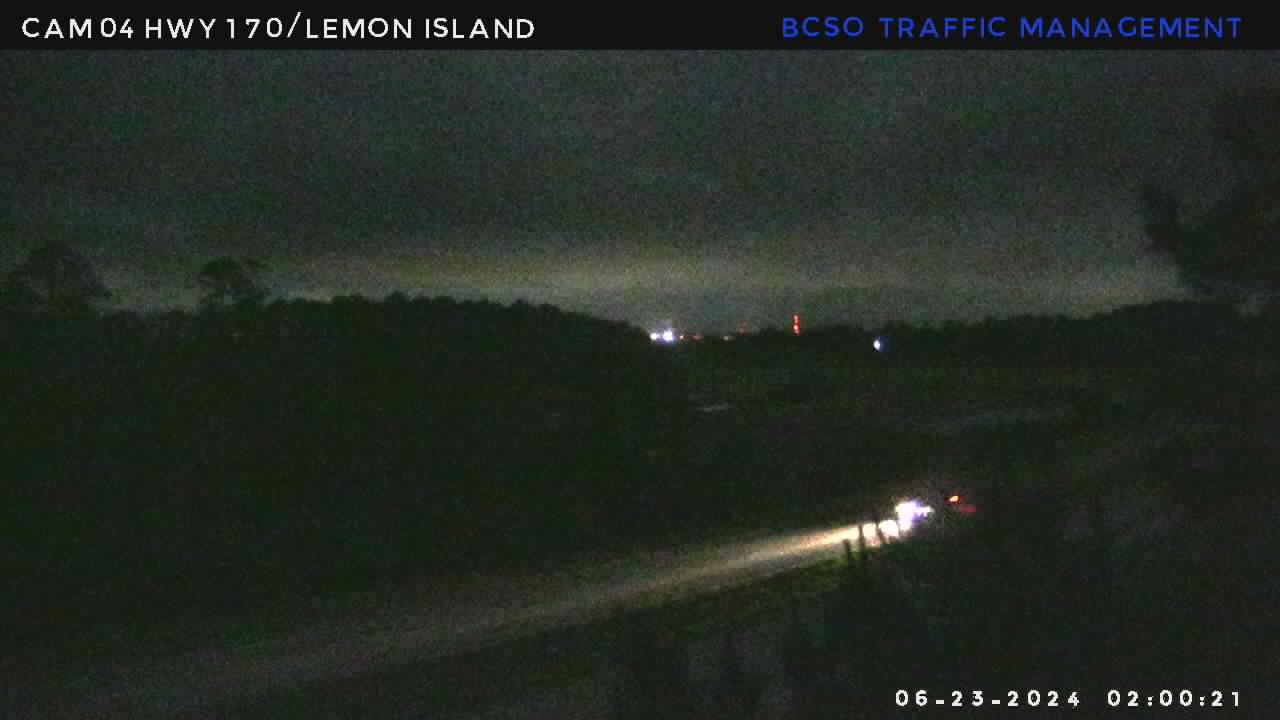 CAM04 HWY 170/LEMON ISLAND
BCSO TRAFFIC MANAGEMENT
06-23-2024 02:00:21